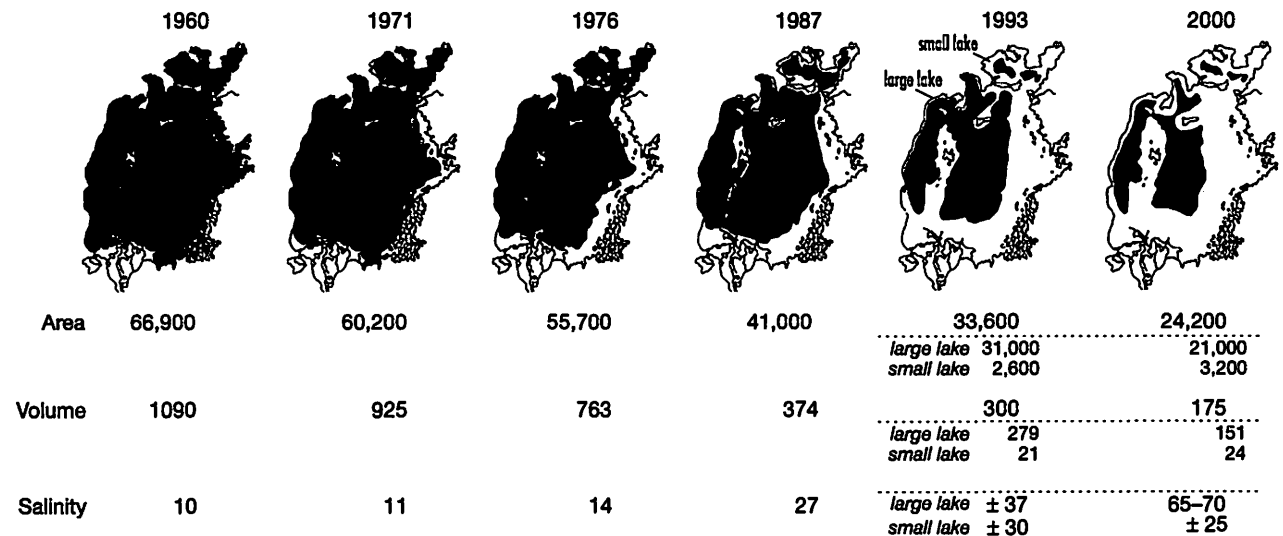 1960 1971 1976 1987 1993 2000
small lake
large lake
Area 66,900 60,200 55,700 41,000 33,600 24,200
large lake 31,000 21,000
small lake 2,600 3,200
Volume 1090 925 763 374 300 175
large lake 279 151
small lake 21 24
Salinity 10 11 14 27 large lake ± 37 65–70
small lake ± 30 ± 25